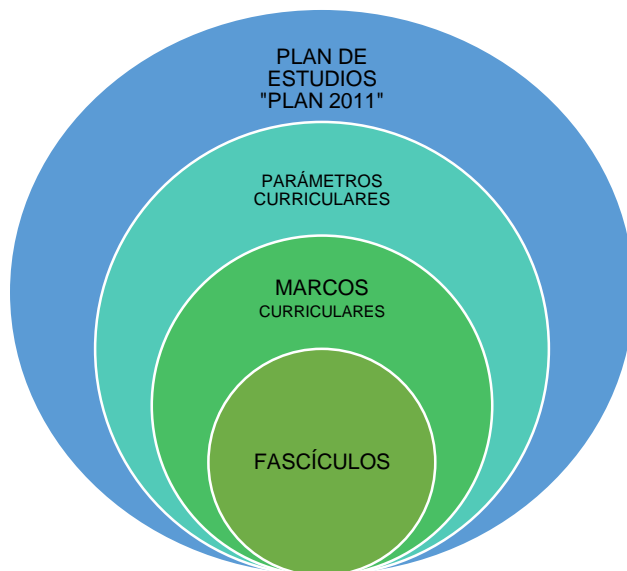 PLAN DE
ESTUDIOS
"PLAN 2011"
PARÁMETROS
CURRICULARES
MARCOS
CURRICULARES
FASCÍCULOS